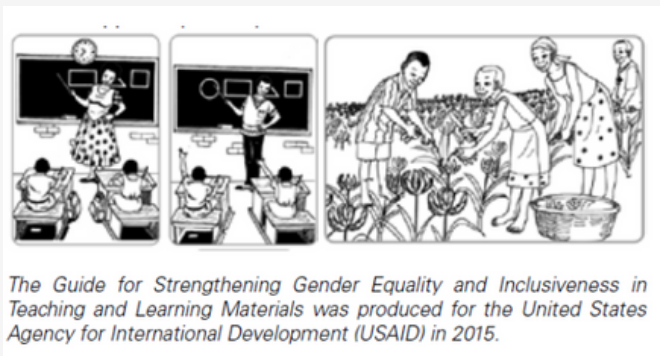 The Guide for Strengthening Gender Equality and Inclusiveness in
Teaching and Learning Materials was produced for the United States
Agency for International Development (USAID) in 2015.